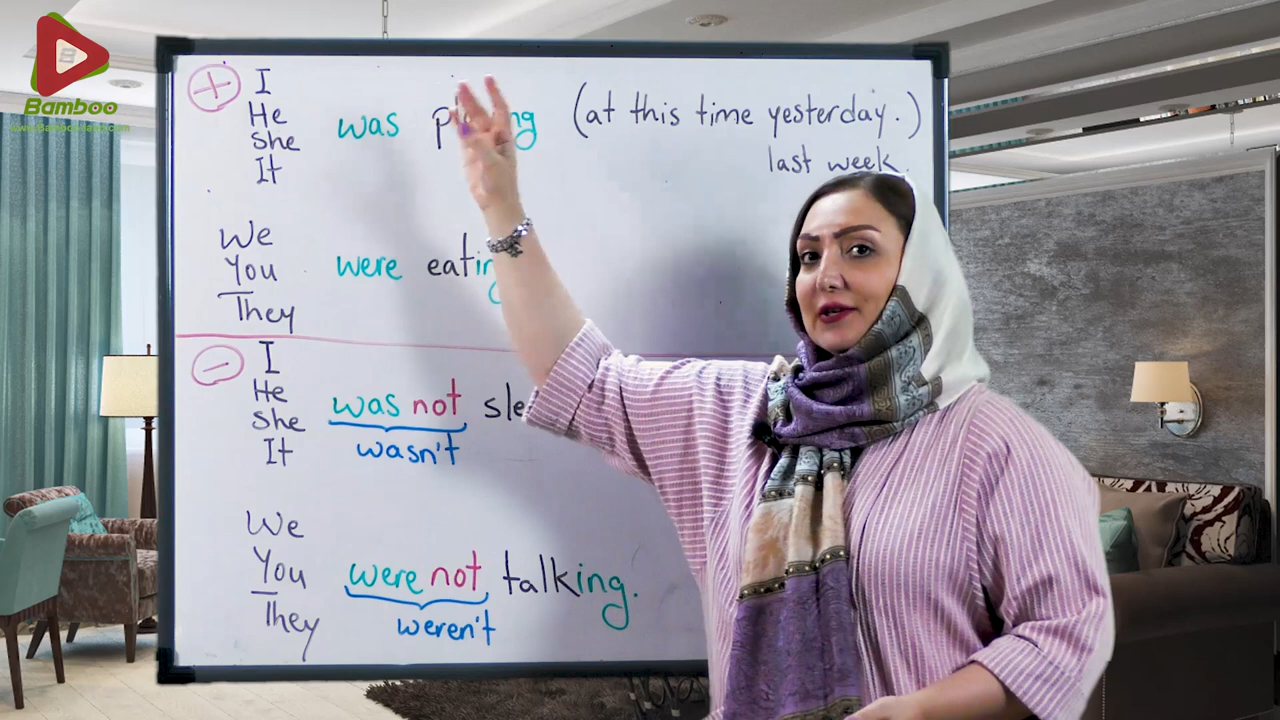 Bamboo
+ I
He
She
It
was (at this time yesterday.)
last week.
We
You
They
were
- I
He
She
It
was not
wasn't
We
You
They
were not talking.
weren't